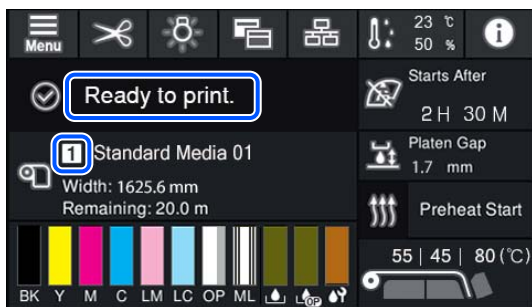 Menu
23 ℃
50 %
i
Ready to print.
Starts After
2 H 30 M
1 Standard Media 01
Width: 1625.6 mm
Remaining: 20.0 m
Platen Gap
1.7 mm
Preheat Start
55 | 45 | 80 (℃)
BK Y M C LM LC OP ML OP